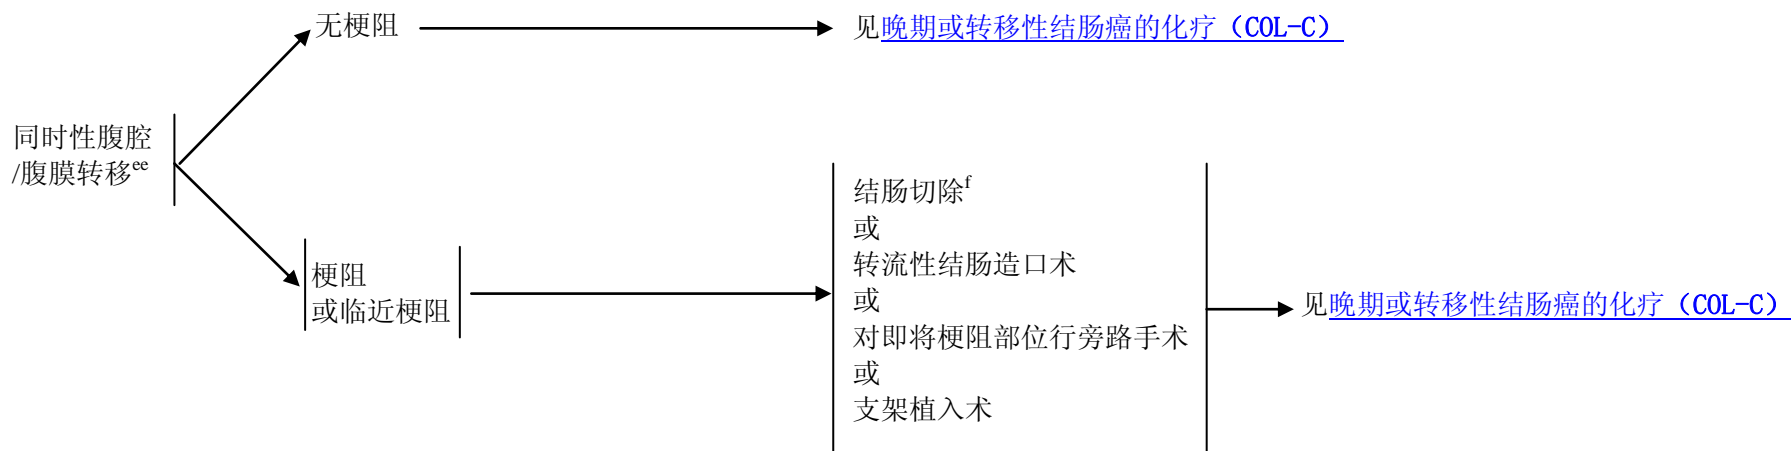 无梗阻
见晚期或转移性结肠癌的化疗（COL-C）
同时性腹腔
/腹膜转移ee
梗阻
或临近梗阻
结肠切除f
或
转流性结肠造口术
或
对即将梗阻部位行旁路手术
或
支架植入术
见晚期或转移性结肠癌的化疗（COL-C）